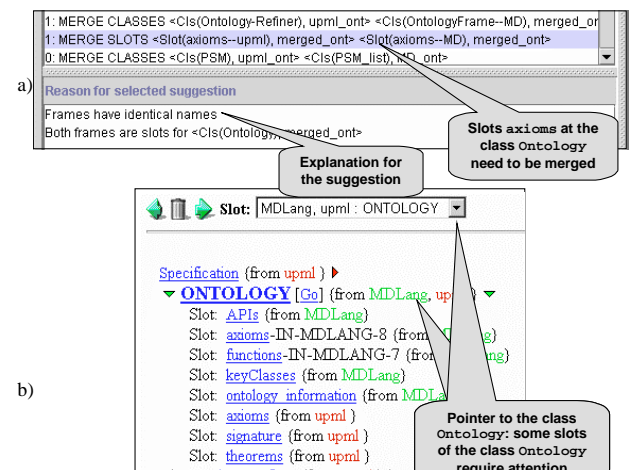 1: MERGE CLASSES <Cls(Ontology-Refiner), upml_ont> <Cls(OntologyFrame--MD), merged_or
1: MERGE SLOTS <Slot(axioms--upml), merged_ont> <Slot(axioms--MD), merged_ont>
0: MERGE CLASSES <Cls(PSM), upml_ont> <Cls(PSM_list), MD_ont>
a)
Reason for selected suggestion
Frames have identical names
Both frames are slots for <Cls(Ontology), merged_ont>
Slots axioms at the
class Ontology
need to be merged
Explanation for
the suggestion
Slot: MDLang, upml : ONTOLOGY
Specification {from upml }
ONTOLOGY [Go] {from MDLang, up
Slot: APIs {from MDLang}
Slot: axioms-IN-MDLANG-8 {from g}
Slot: functions-IN-MDLANG-7 {from ng}
Slot: keyClasses {from MDLang}
Slot: ontology_information {from MDLa
b)
Slot: axioms {from upml }
Slot: signature {from upml }
Slot: theorems {from upml }
Pointer to the class
Ontology: some slots
of the class Ontology
require attention